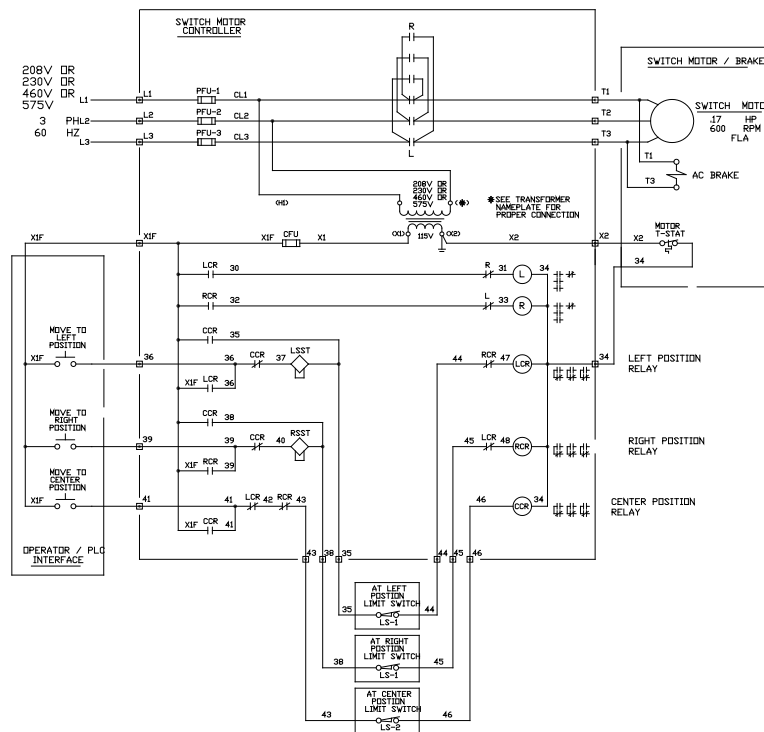 SWITCH MOTOR
CONTROLLER
R
SWITCH MOTOR / BRAKE
208V OR
230V OR
460V OR
575V
3 PH
60 HZ
L1 L1 PFU-1 CL1 T1
L2 L2 PFU-2 CL2 T2
L3 L3 PFU-3 CL3 T3
L
SWITCH MOTO
.17 HP
600 RPM
FLA
T1
T3
AC BRAKE
208V OR
230V OR
460V OR
575V
(H1) (✱)
✱SEE TRANSFORMER
NAMEPLATE FOR
PROPER CONNECTION
(X1) 115V (X2)
MOTOR
T-STAT
X1F X1F X1F CFU X1 X2 X2 X2
34
LCR 30 R 31 L 34
RCR 32 L 33 R
CCR 35
MOVE TO
LEFT
POSITION
X1F 36 36 CCR 37 LSST 44 RCR 47 LCR 34
X1F LCR 36
LEFT POSITION
RELAY
CCR 38
MOVE TO
RIGHT
POSITION
X1F 39 39 CCR 40 RSST 45 LCR 48 RCR
X1F RCR 39
RIGHT POSITION
RELAY
MOVE TO
CENTER
POSITION
X1F 41 41 LCR 42 RCR 43 46 CCR 34
X1F CCR 41
CENTER POSITION
RELAY
OPERATOR / PLC
INTERFACE
43 38 35 44 45 46
AT LEFT
POSTION
LIMIT SWITCH
35 LS-1 44
AT RIGHT
POSTION
LIMIT SWITCH
38 LS-1 45
AT CENTER
POSTION
LIMIT SWITCH
43 LS-2 46